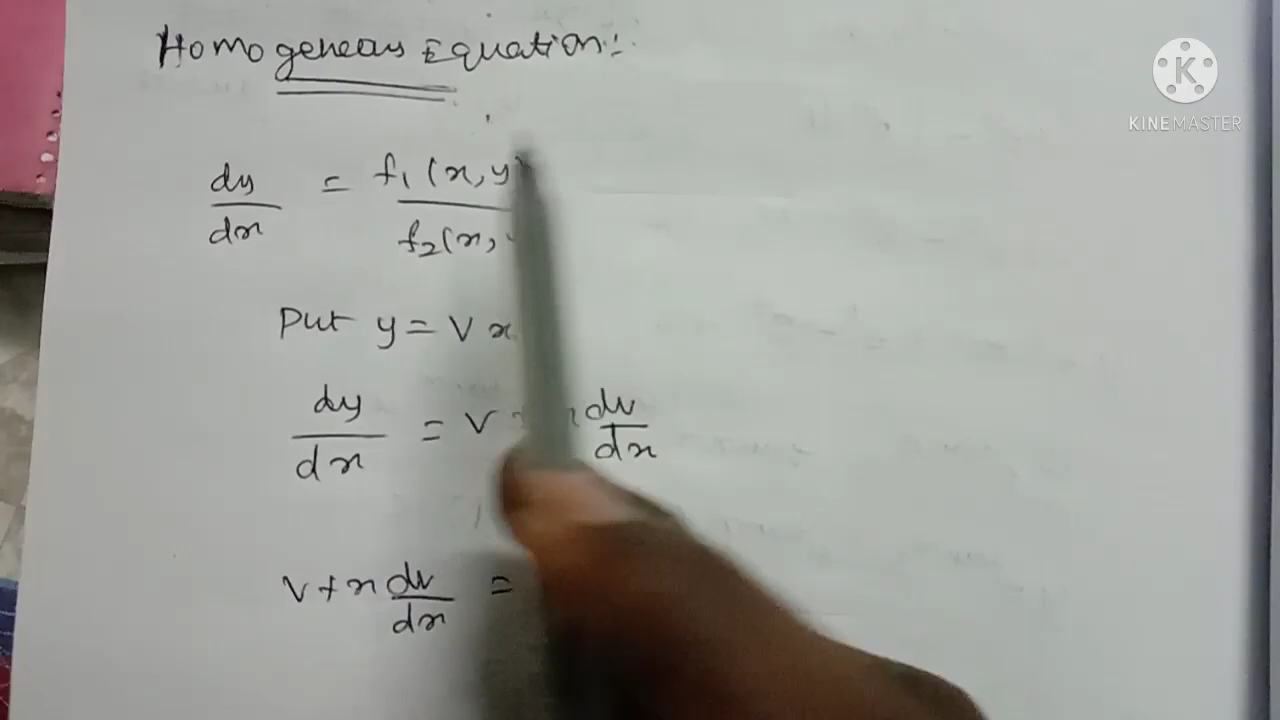 Homogeneous Equation:-
K
KINEMASTER
dy/dx = f₁(x,y) / f₂(x,
Put y = v x
dy/dx = v + x dv/dx
v + x dv/dx =